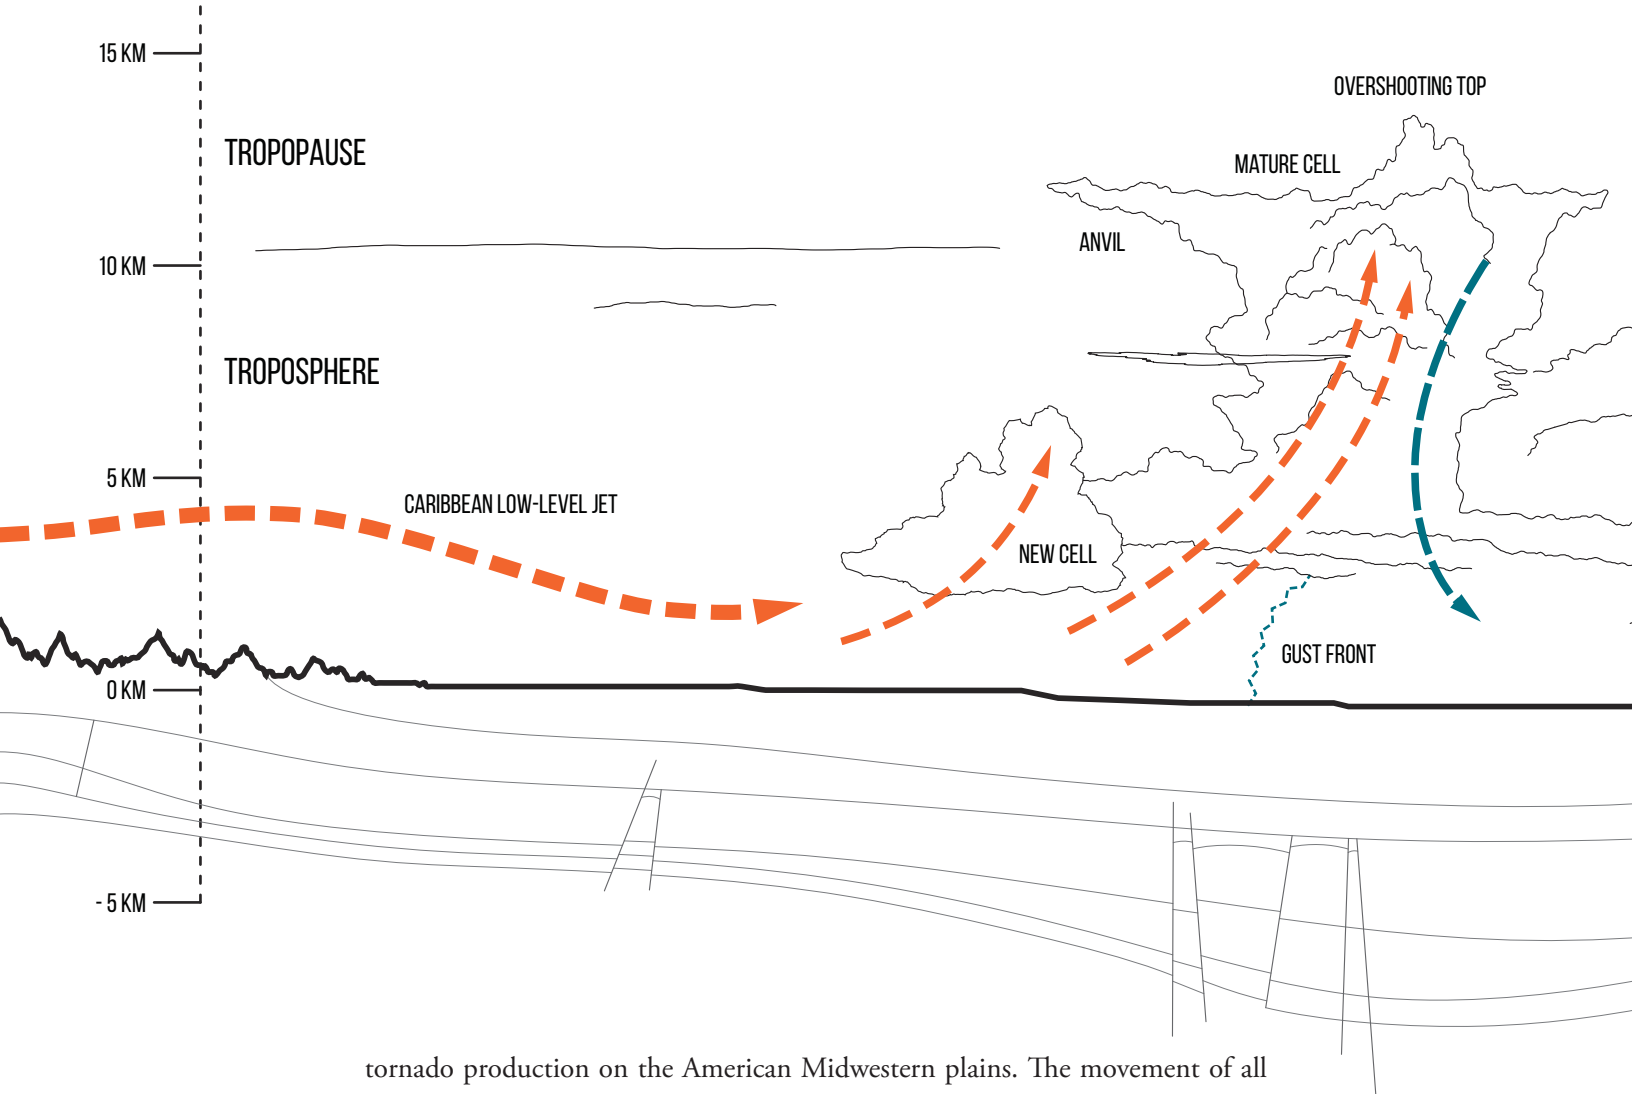 15 KM
OVERSHOOTING TOP
TROPOPAUSE
MATURE CELL
ANVIL
10 KM
TROPOSPHERE
5 KM
CARIBBEAN LOW-LEVEL JET
NEW CELL
GUST FRONT
0 KM
- 5 KM
tornado production on the American Midwestern plains. The movement of all